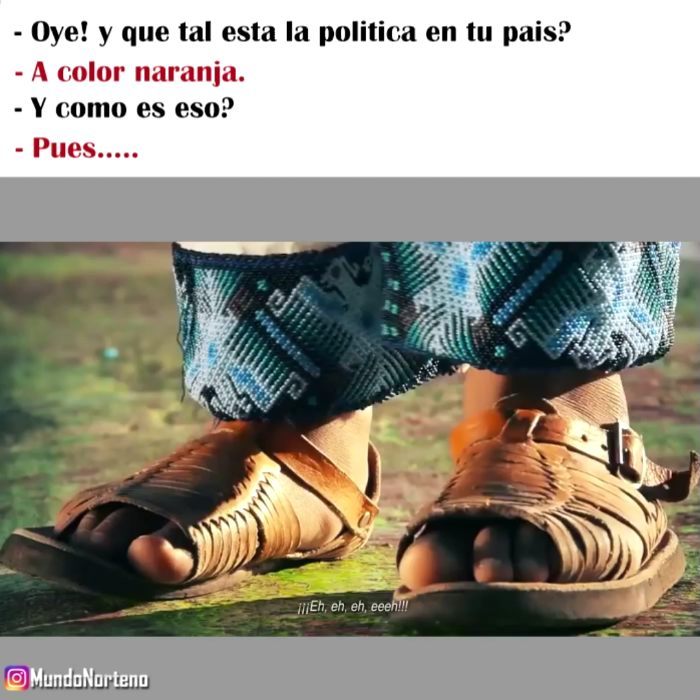 - Oye! y que tal esta la politica en tu pais?
- A color naranja.
- Y como es eso?
- Pues.....
¡¡¡Eh, eh, eh, eeeh!!!
MundoNorteno